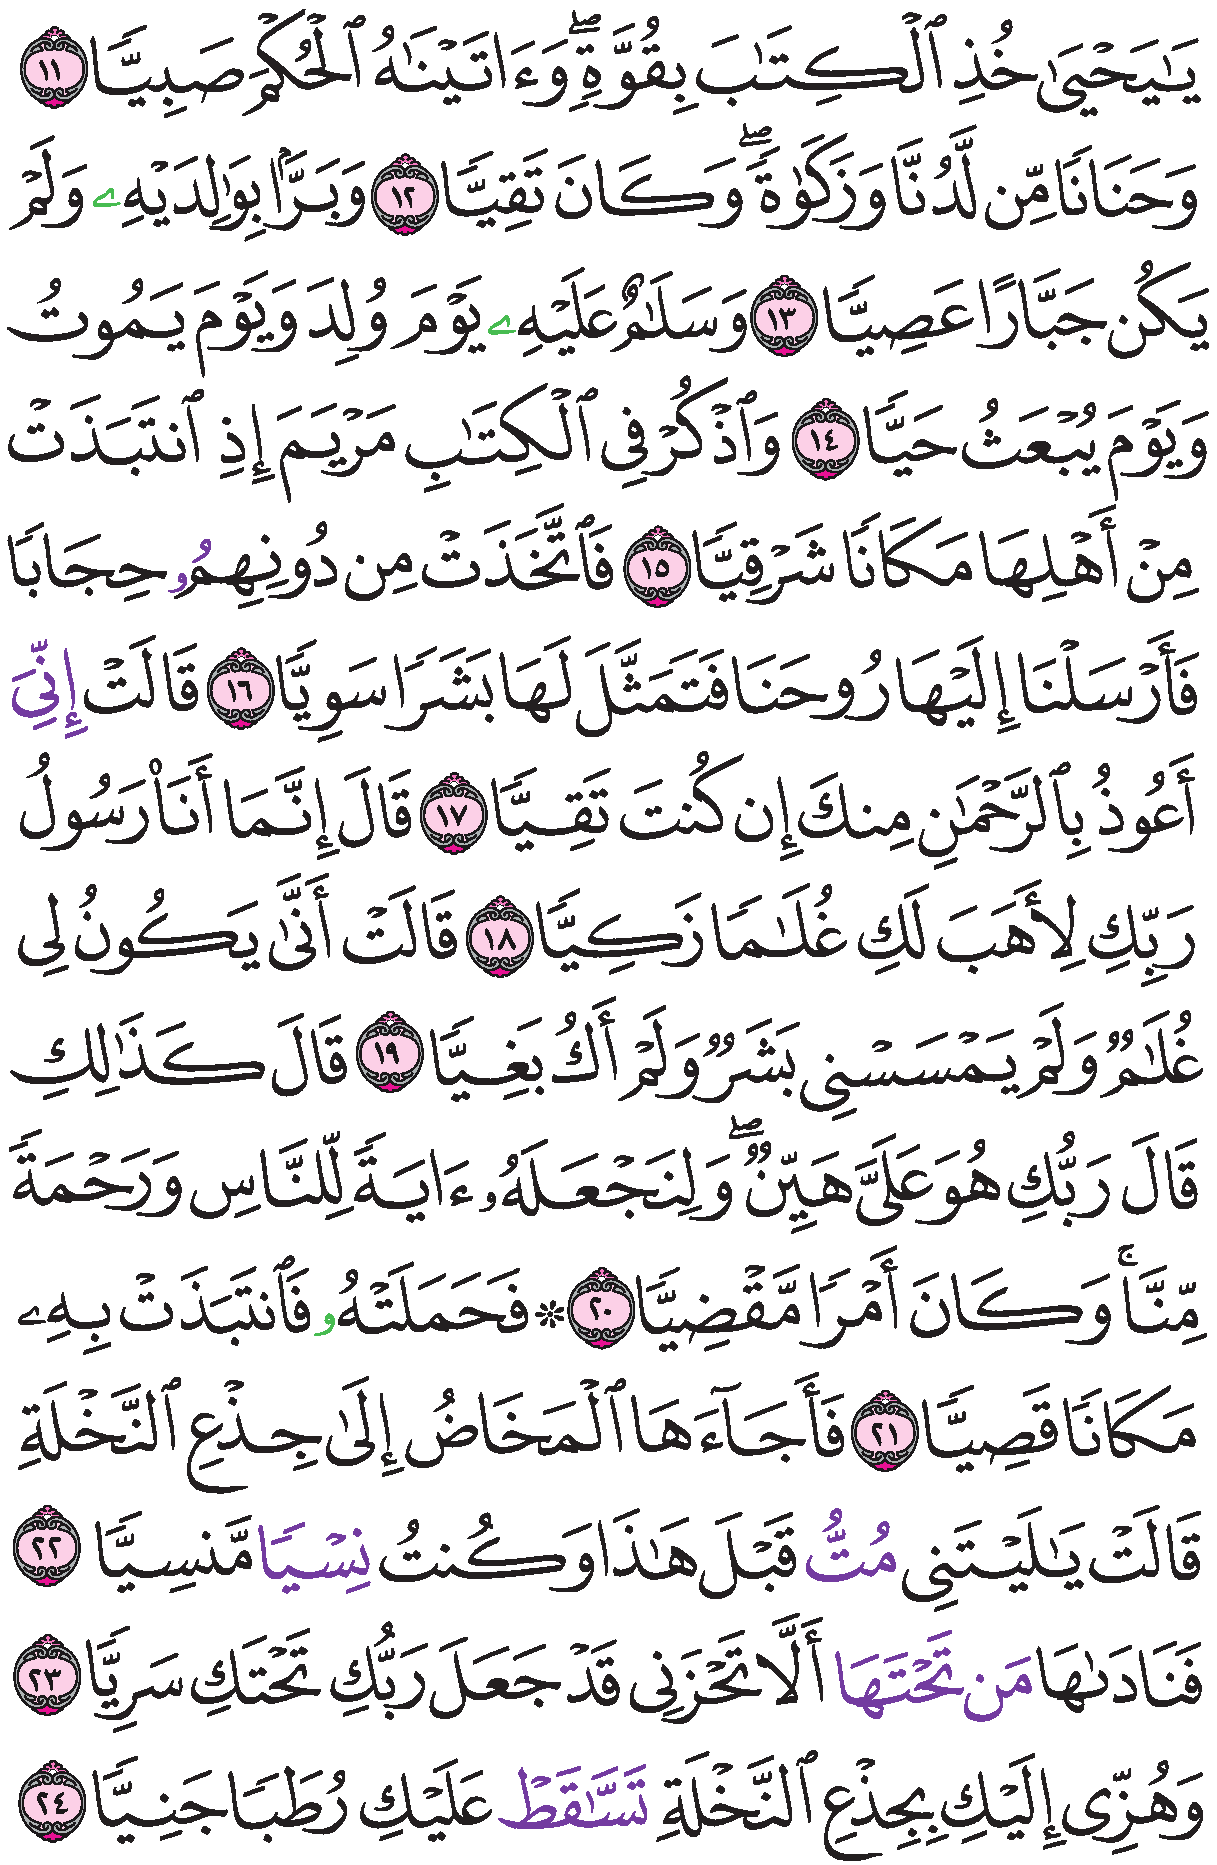 يَٰيَحْيَىٰ خُذِ ٱلْكِتَٰبَ بِقُوَّةٖۖ وَءَاتَيْنَٰهُ ٱلْحُكْمَ صَبِيّٗا ١١
وَحَنَانٗا مِّن لَّدُنَّا وَزَكَوٰةٗۖ وَكَانَ تَقِيّٗا ١٢ وَبَرَّۢا بِوَٰلِدَيْهِۦ وَلَمْ
يَكُن جَبَّارًا عَصِيّٗا ١٣ وَسَلَٰمٌ عَلَيْهِۦ يَوْمَ وُلِدَ وَيَوْمَ يَمُوتُ
وَيَوْمَ يُبْعَثُ حَيّٗا ١٤ وَٱذْكُرْ فِى ٱلْكِتَٰبِ مَرْيَمَ إِذِ ٱنتَبَذَتْ
مِنْ أَهْلِهَا مَكَانٗا شَرْقِيّٗا ١٥ فَٱتَّخَذَتْ مِن دُونِهِمُۥ حِجَابٗا
فَأَرْسَلْنَا إِلَيْهَا رُوحَنَا فَتَمَثَّلَ لَهَا بَشَرٗا سَوِيّٗا ١٦ قَالَتْ إِنِّىَ
أَعُوذُ بِٱلرَّحْمَٰنِ مِنكَ إِن كُنتَ تَقِيّٗا ١٧ قَالَ إِنَّمَا أَنَا۠ رَسُولُ
رَبِّكِ لِأَهَبَ لَكِ غُلَٰمٗا زَكِيّٗا ١٨ قَالَتْ أَنَّىٰ يَكُونُ لِى
غُلَٰمٞ وَلَمْ يَمْسَسْنِى بَشَرٞ وَلَمْ أَكُ بَغِيّٗا ١٩ قَالَ كَذَٰلِكِ
قَالَ رَبُّكِ هُوَ عَلَىَّ هَيِّنٞۖ وَلِنَجْعَلَهُۥ ءَايَةٗ لِّلنَّاسِ وَرَحْمَةٗ
مِّنَّاۚ وَكَانَ أَمْرٗا مَّقْضِيّٗا ٢٠ ۞ فَحَمَلَتْهُۥ فَٱنتَبَذَتْ بِهِۦ
مَكَانٗا قَصِيّٗا ٢١ فَأَجَآءَهَا ٱلْمَخَاضُ إِلَىٰ جِذْعِ ٱلنَّخْلَةِ
قَالَتْ يَٰلَيْتَنِى مُتُّ قَبْلَ هَٰذَا وَكُنتُ نِسْيٗا مَّنسِيّٗا ٢٢
فَنَادَىٰهَا مَن تَحْتَهَا أَلَّا تَحْزَنِى قَدْ جَعَلَ رَبُّكِ تَحْتَكِ سَرِيّٗا ٢٣
وَهُزِّى إِلَيْكِ بِجِذْعِ ٱلنَّخْلَةِ تَسَّٰقَطْ عَلَيْكِ رُطَبٗا جَنِيّٗا ٢٤